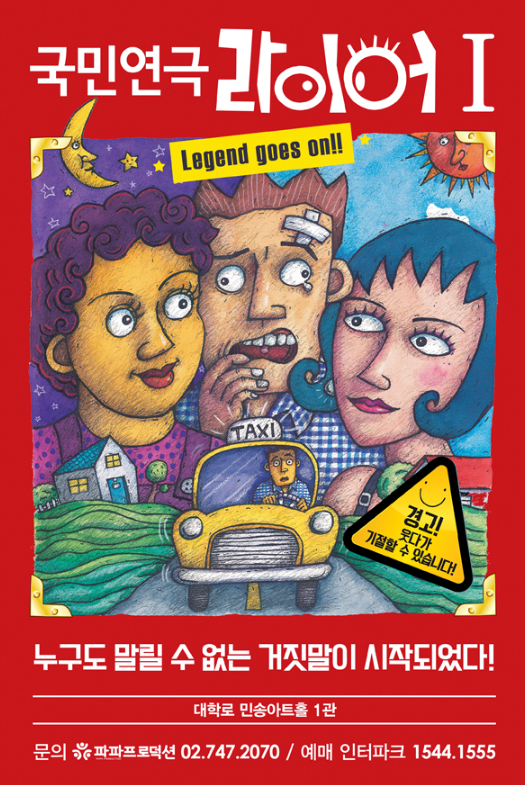 국민연극 라이어 I
Legend goes on!!
TAXI
경고!
웃다가
기절할 수 있습니다!
누구도 말릴 수 없는 거짓말이 시작되었다!
대학로 민송아트홀 1관
문의 파파프로덕션 02.747.2070 / 예매 인터파크 1544.1555